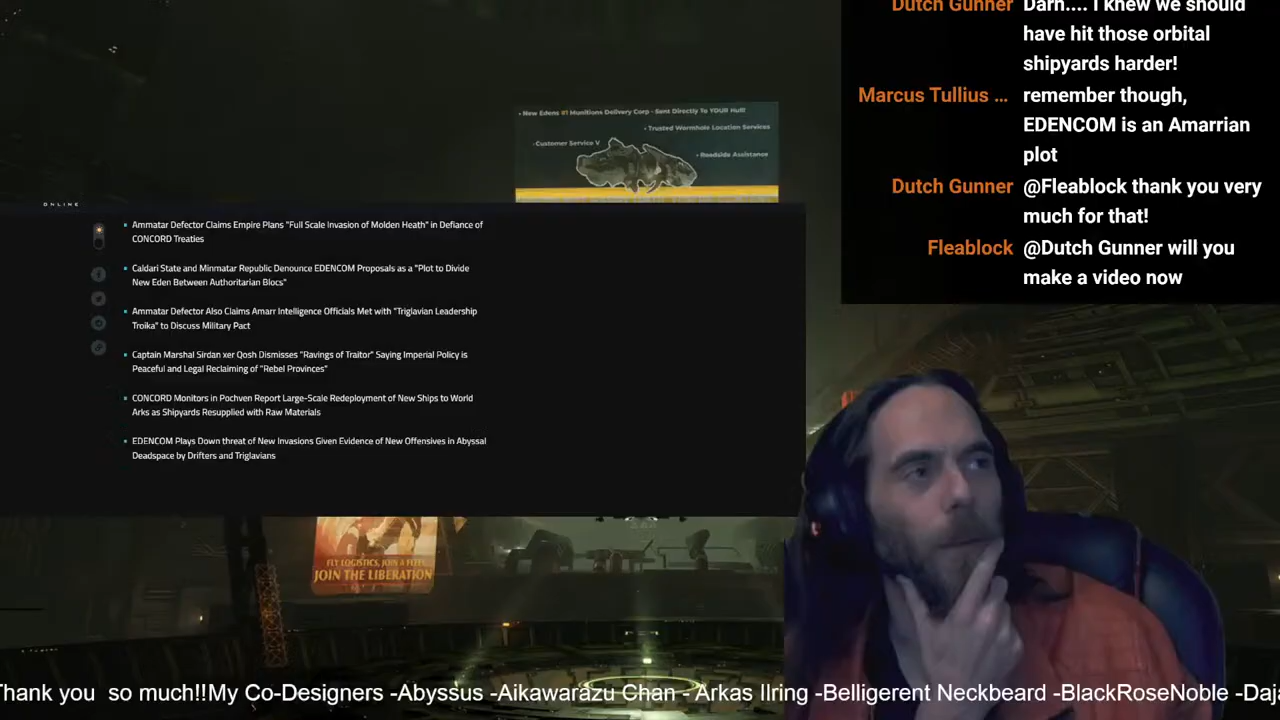 Dutch Gunner Darn.... I knew we should
have hit those orbital
shipyards harder!
Marcus Tullius ... remember though,
EDENCOM is an Amarrian
plot
Dutch Gunner @Fleablock thank you very
much for that!
Fleablock @Dutch Gunner will you
make a video now
- New Edens #1 Munitions Delivery Corp - Sent Directly To YOUR Hull!
- Trusted Wormhole Location Services
- Customer Service V
- Roadside Assistance
ONLINE
Ammatar Defector Claims Empire Plans "Full Scale Invasion of Molden Heath" in Defiance of
CONCORD Treaties
Caldari State and Minmatar Republic Denounce EDENCOM Proposals as a "Plot to Divide
New Eden Between Authoritarian Blocs"
Ammatar Defector Also Claims Amarr Intelligence Officials Met with "Triglavian Leadership
Troika" to Discuss Military Pact
Captain Marshal Sirdan xer Qosh Dismisses "Ravings of Traitor" Saying Imperial Policy is
Peaceful and Legal Reclaiming of "Rebel Provinces"
CONCORD Monitors in Pochven Report Large-Scale Redeployment of New Ships to World
Arks as Shipyards Resupplied with Raw Materials
EDENCOM Plays Down threat of New Invasions Given Evidence of New Offensives in Abyssal
Deadspace by Drifters and Triglavians
FLY LOGISTICS, JOIN A FLEET
JOIN THE LIBERATION
Thank you so much!!My Co-Designers -Abyssus -Aikawarazu Chan - Arkas Ilring -Belligerent Neckbeard -BlackRoseNoble -Daja